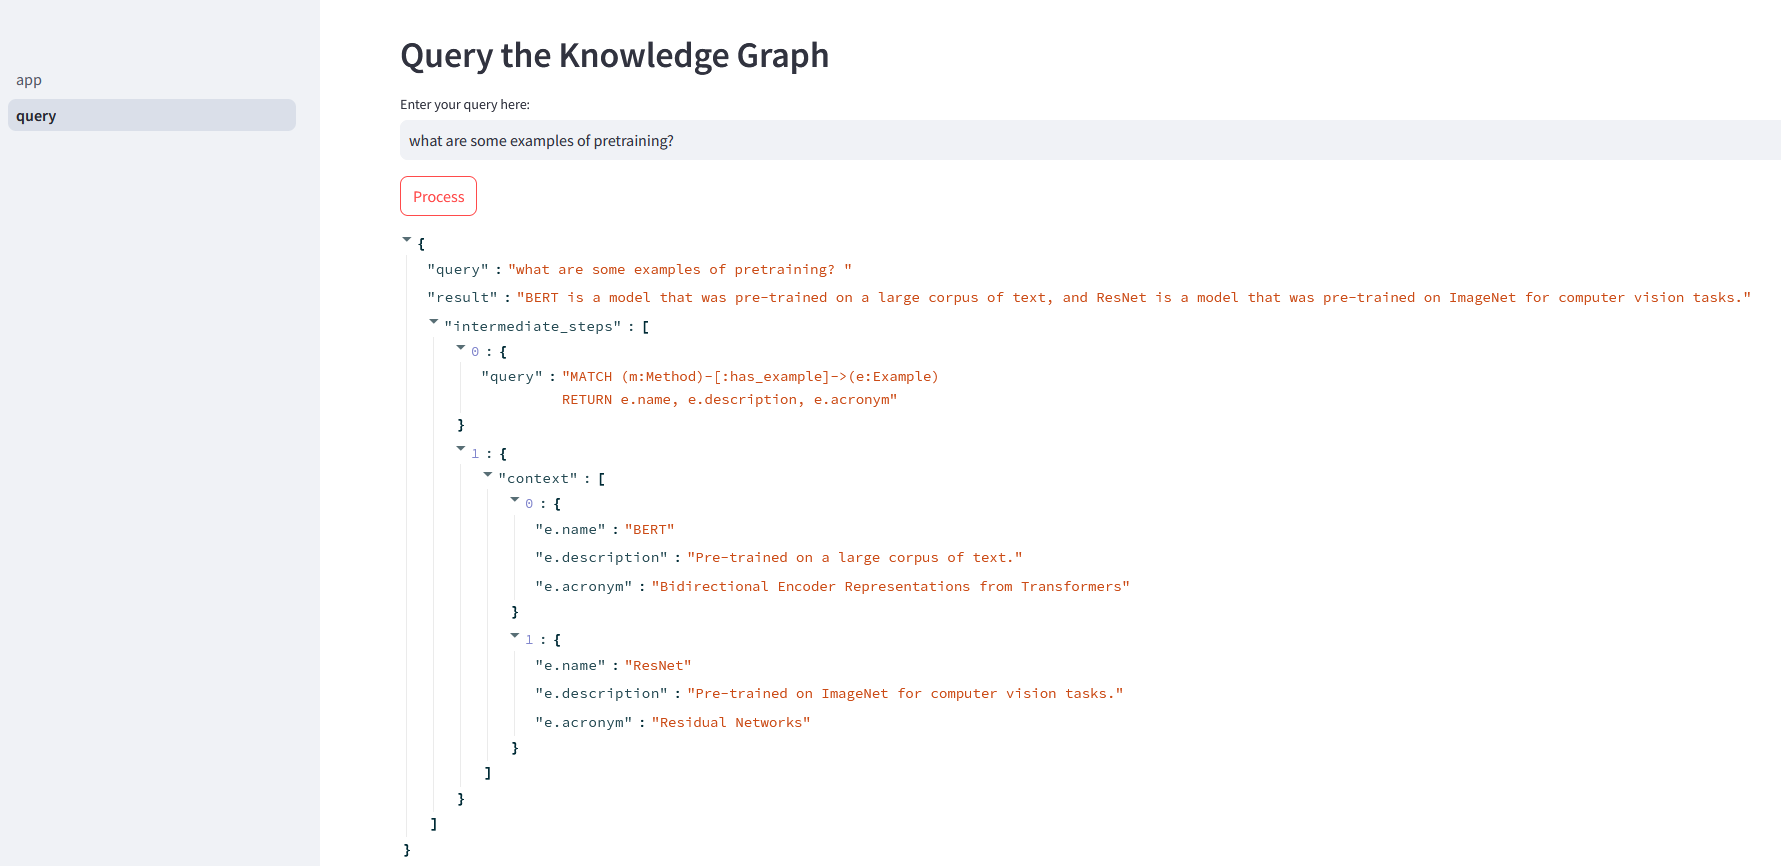 app
query
Query the Knowledge Graph
Enter your query here:
what are some examples of pretraining?
Process
{
"query" : "what are some examples of pretraining? "
"result" : "BERT is a model that was pre-trained on a large corpus of text, and ResNet is a model that was pre-trained on ImageNet for computer vision tasks."
"intermediate_steps" : [
0 : {
"query" : "MATCH (m:Method)-[:has_example]->(e:Example)
RETURN e.name, e.description, e.acronym"
}
1 : {
"context" : [
0 : {
"e.name" : "BERT"
"e.description" : "Pre-trained on a large corpus of text."
"e.acronym" : "Bidirectional Encoder Representations from Transformers"
}
1 : {
"e.name" : "ResNet"
"e.description" : "Pre-trained on ImageNet for computer vision tasks."
"e.acronym" : "Residual Networks"
}
]
}
]
}